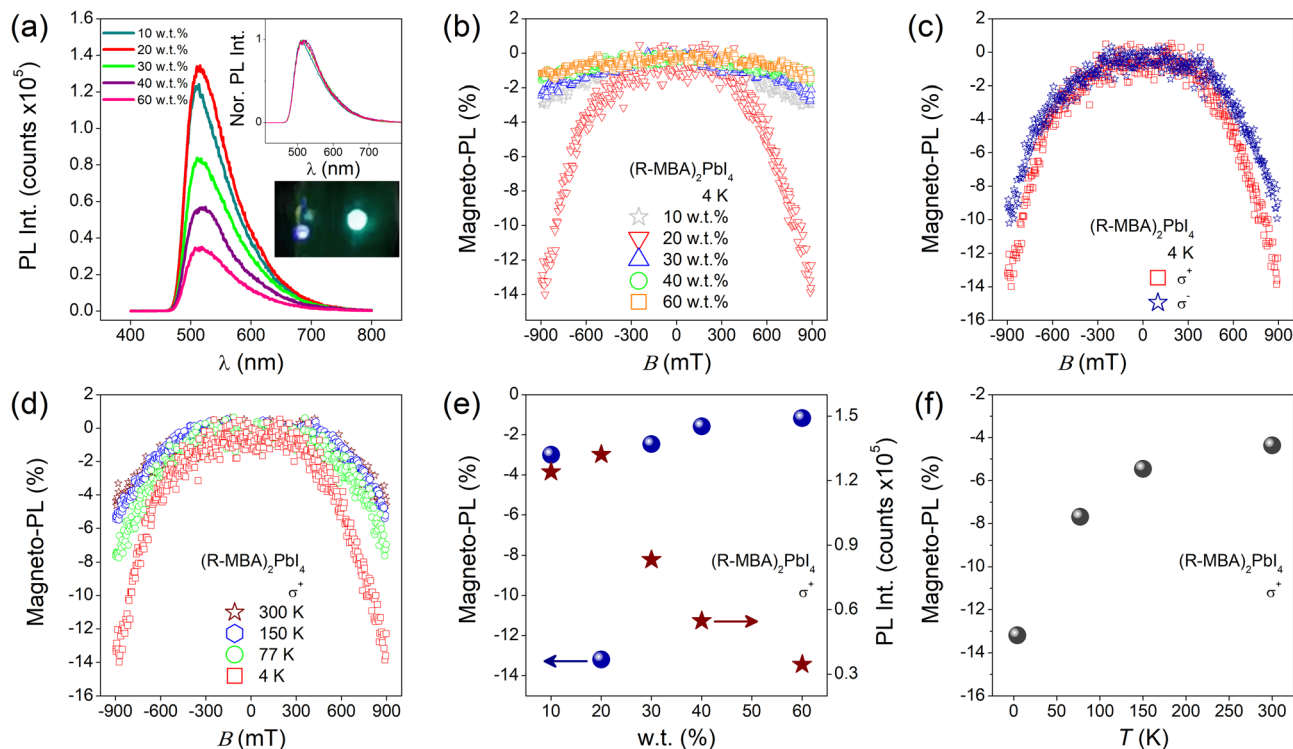 (a)
1.6
1.4
1.2
1.0
0.8
0.6
0.4
0.2
0.0
PL Int. (counts x10⁵)
10 w.t.%
20 w.t.%
30 w.t.%
40 w.t.%
60 w.t.%
Nor. PL Int.
1
0
500 600 700
λ (nm)
400 500 600 700 800
λ (nm)
(b)
2
0
-2
-4
-6
-8
-10
-12
-14
-16
Magneto-PL (%)
(R-MBA)₂PbI₄
4 K
10 w.t.%
20 w.t.%
30 w.t.%
40 w.t.%
60 w.t.%
-900 -600 -300 0 300 600 900
B (mT)
(c)
2
0
-2
-4
-6
-8
-10
-12
-14
-16
Magneto-PL (%)
(R-MBA)₂PbI₄
4 K
σ⁺
σ⁻
-900 -600 -300 0 300 600 900
B (mT)
(d)
2
0
-2
-4
-6
-8
-10
-12
-14
-16
Magneto-PL (%)
(R-MBA)₂PbI₄
σ⁺
300 K
150 K
77 K
4 K
-900 -600 -300 0 300 600 900
B (mT)
(e)
0
-2
-4
-6
-8
-10
-12
-14
Magneto-PL (%)
(R-MBA)₂PbI₄
σ⁺
1.5
1.2
0.9
0.6
0.3
PL Int. (counts x10⁵)
10 20 30 40 50 60
w.t. (%)
(f)
2
0
-2
-4
-6
-8
-10
-12
-14
-16
Magneto-PL (%)
(R-MBA)₂PbI₄
σ⁺
0 50 100 150 200 250 300
T (K)